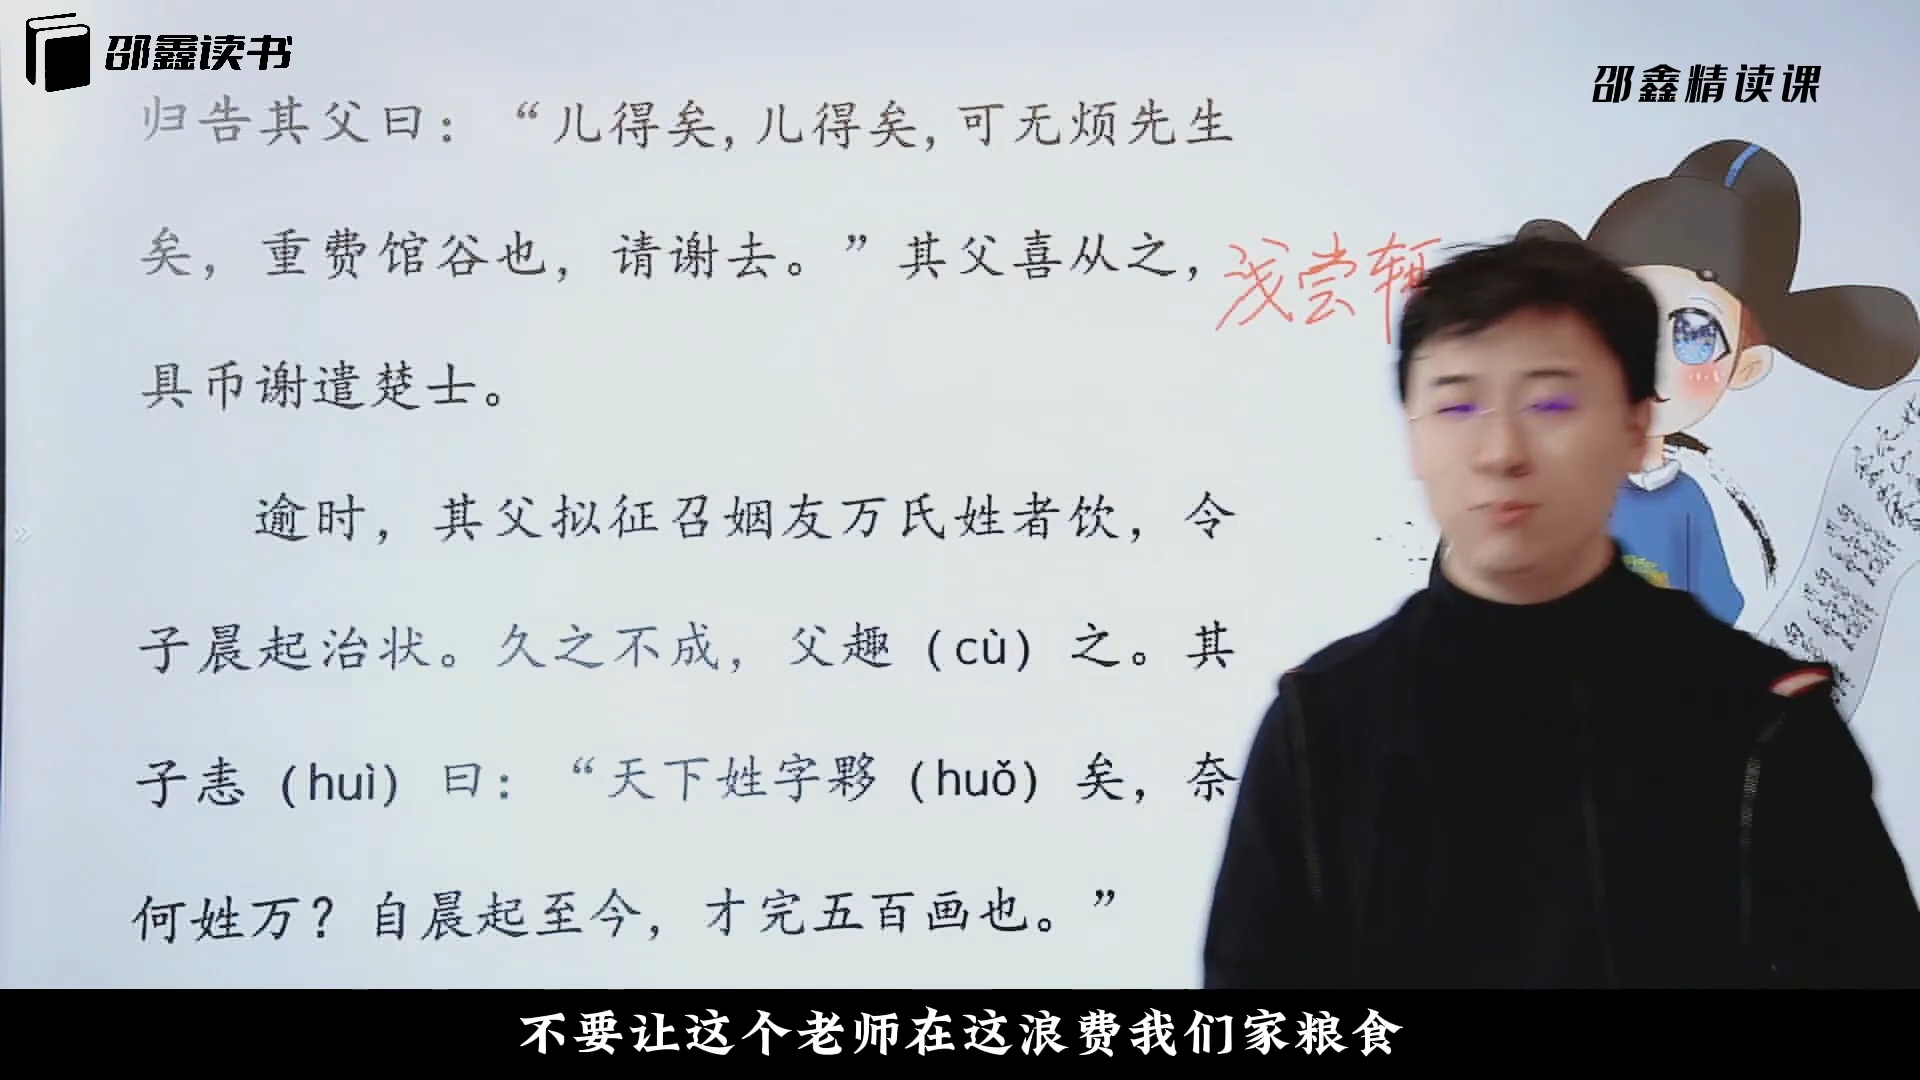 邵鑫读书
邵鑫精读课
归告其父曰：“儿得矣，儿得矣，可无烦先生
矣，重费馆谷也，请谢去。”其父喜从之，
浅尝辄
具币谢遣楚士。
逾时，其父拟征召姻友万氏姓者饮，令
子晨起治状。久之不成，父趣（cù）之。其
子恚（huì）曰：“天下姓字夥（huǒ）矣，奈
何姓万？自晨起至今，才完五百画也。”
不要让这个老师在这浪费我们家粮食